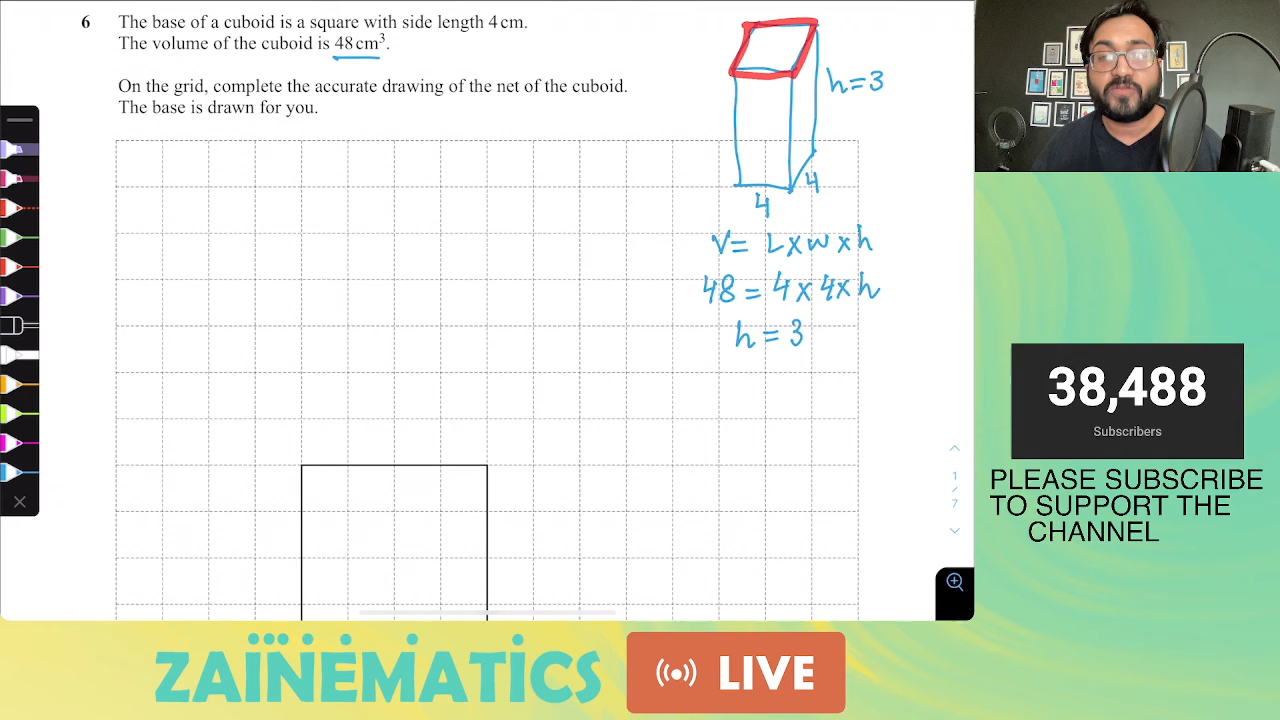 6 The base of a cuboid is a square with side length 4 cm.
The volume of the cuboid is 48 cm³.
On the grid, complete the accurate drawing of the net of the cuboid.
The base is drawn for you.
h=3
4
4
V= L×w×h
48 = 4×4×h
h = 3
1
7
38,488
Subscribers
PLEASE SUBSCRIBE
TO SUPPORT THE
CHANNEL
ZAINEMATICS
LIVE